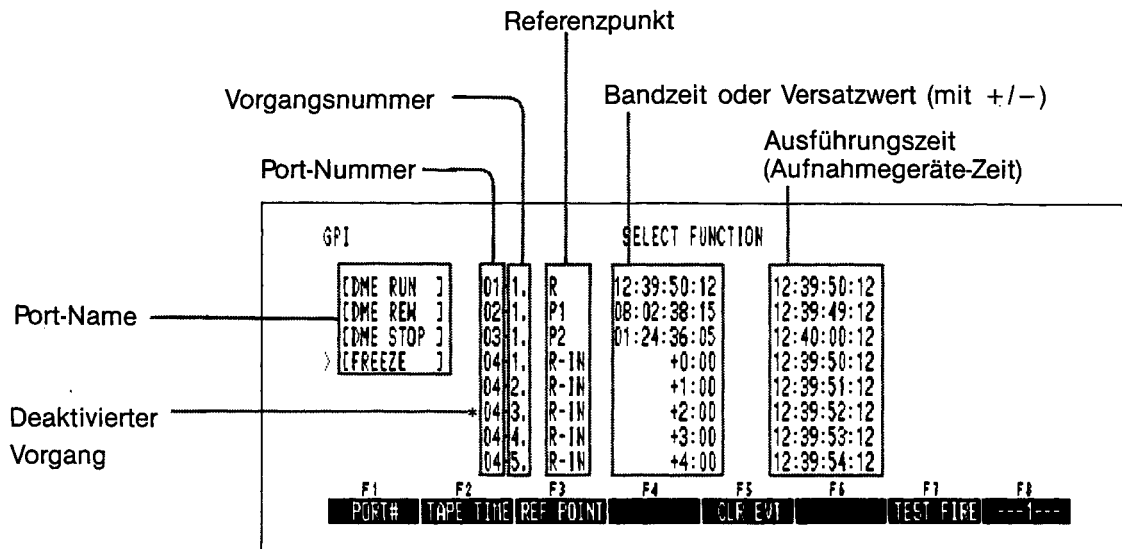 Referenzpunkt
Vorgangsnummer
Bandzeit oder Versatzwert (mit +/−)
Port-Nummer
Ausführungszeit
(Aufnahmegeräte-Zeit)
GPI SELECT FUNCTION
Port-Name
[DME RUN ] 01-1. R 12:39:50:12 12:39:50:12
[DME REW ] 02-1. P1 08:02:38:15 12:39:49:12
[DME STOP ] 03-1. P2 01:24:36:05 12:40:00:12
> [FREEZE ] 04-1. R-IN +0:00 12:39:50:12
04-2. R-IN +1:00 12:39:51:12
Deaktivierter
Vorgang
*04-3. R-IN +2:00 12:39:52:12
04-4. R-IN +3:00 12:39:53:12
04-5. R-IN +4:00 12:39:54:12
F1 F2 F3 F4 F5 F6 F7 F8
PORT# TAPE TIME REF POINT CLR EVT TEST FIRE ---1---